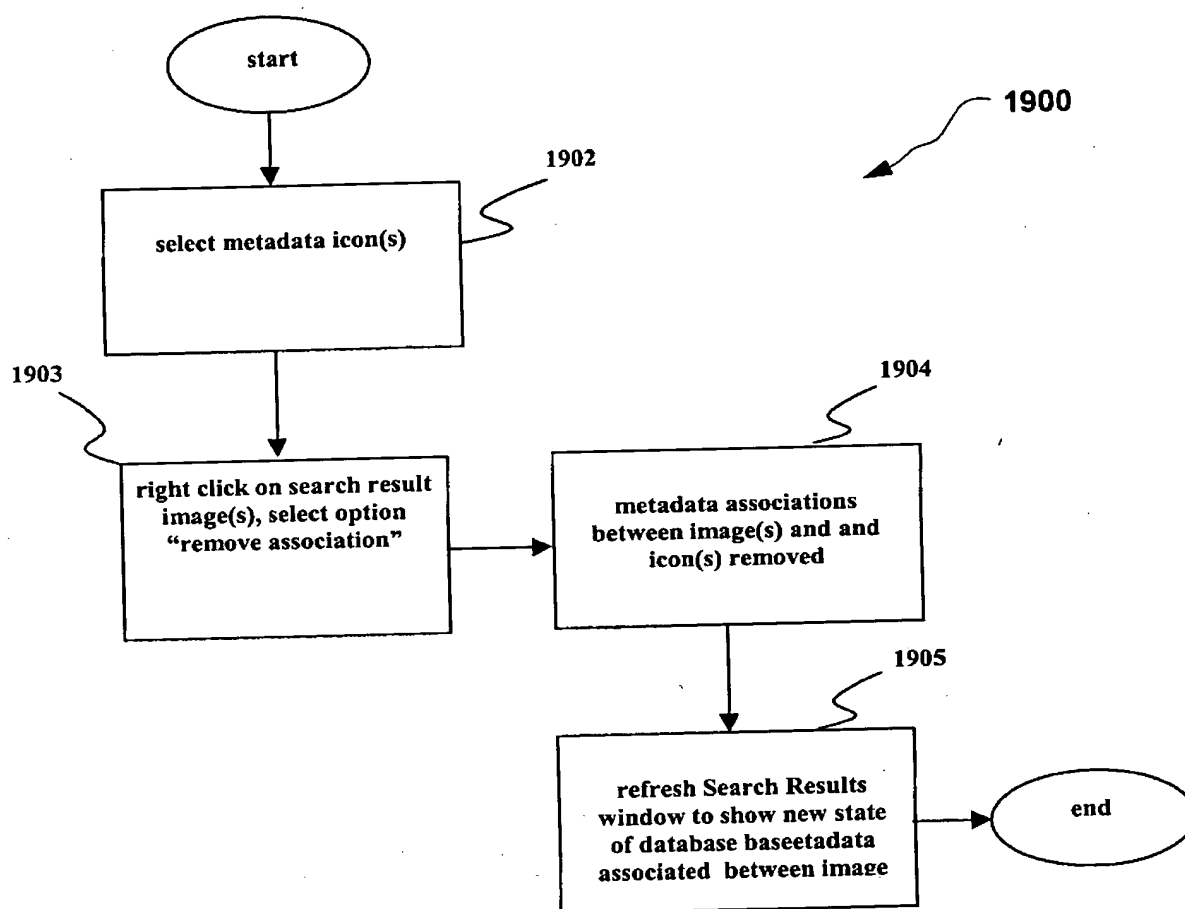 start
1900
1902
select metadata icon(s)
1903
right click on search result
image(s), select option
“remove association”
1904
metadata associations
between image(s) and and
icon(s) removed
1905
refresh Search Results
window to show new state
of database baseetadata
associated between image
end